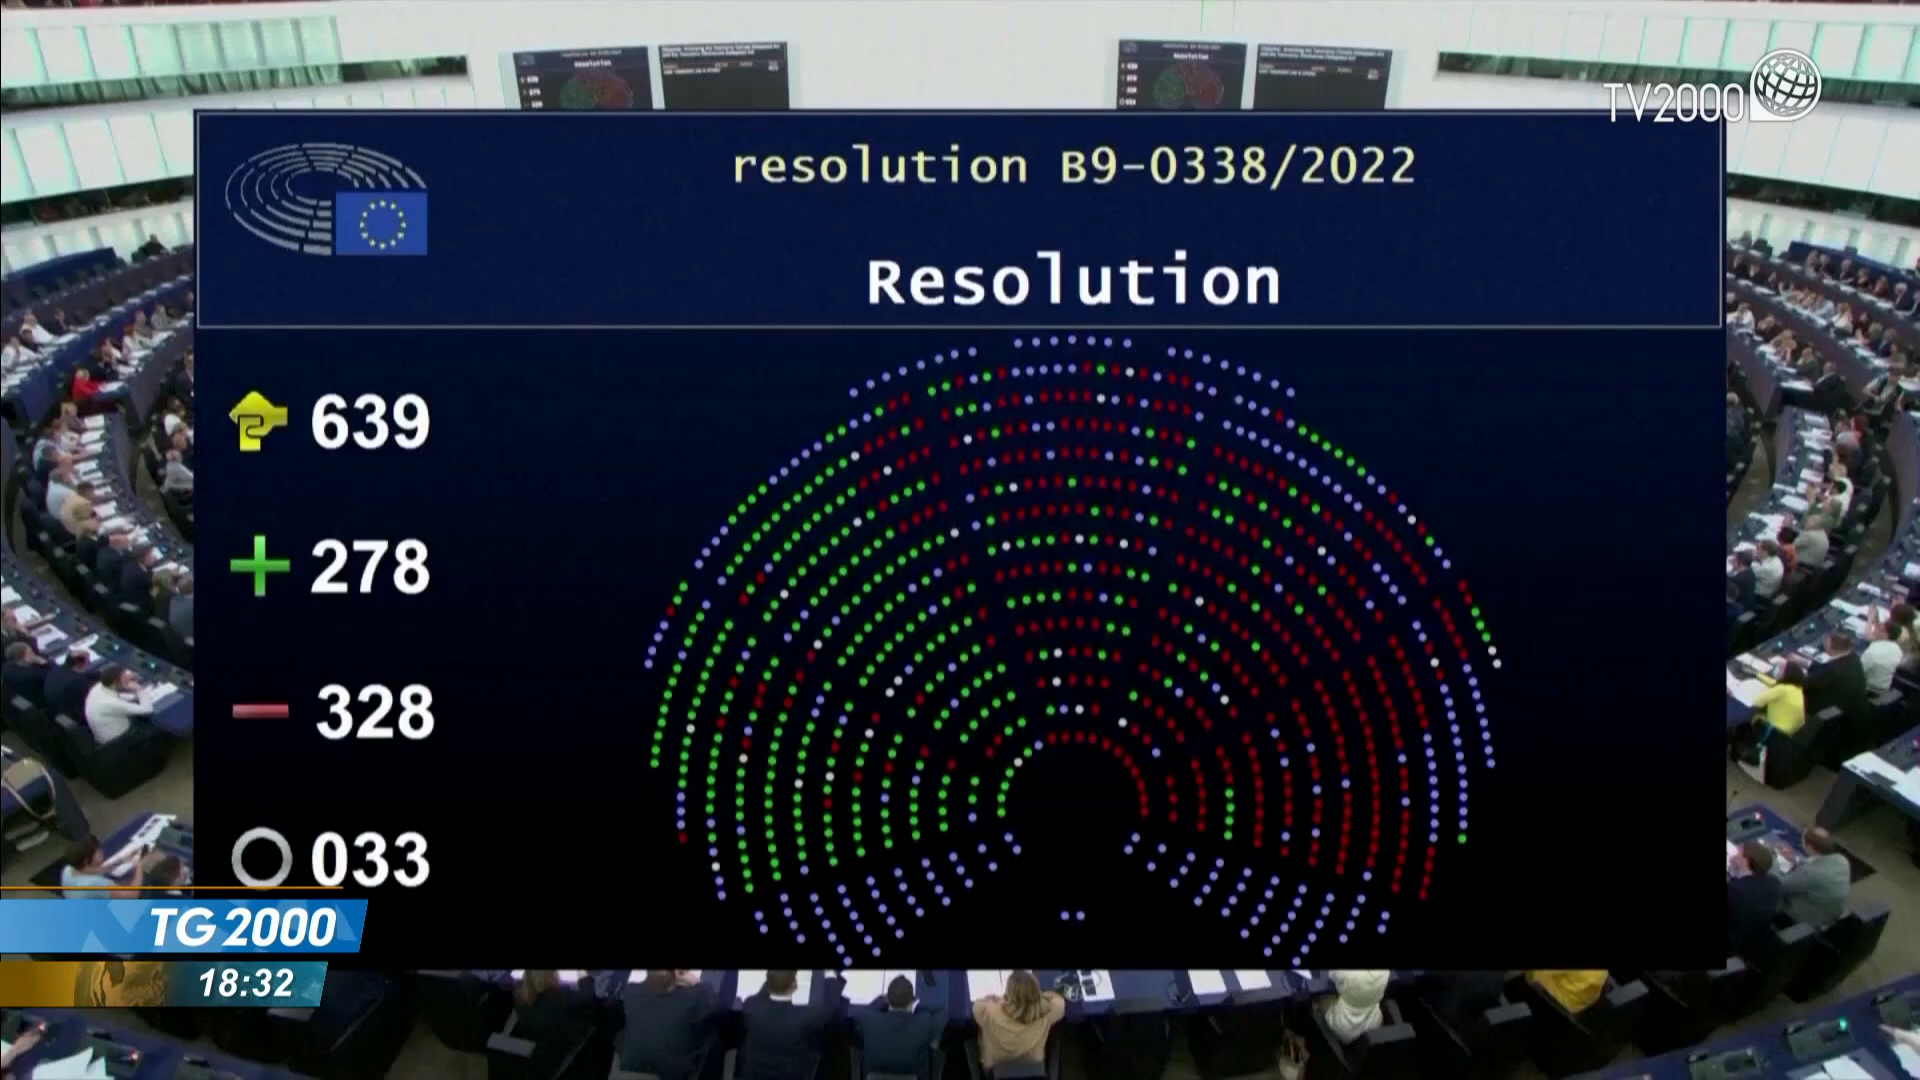 TV2000
resolution B9-0338/2022
Resolution
639
278
328
033
TG 2000
18:32